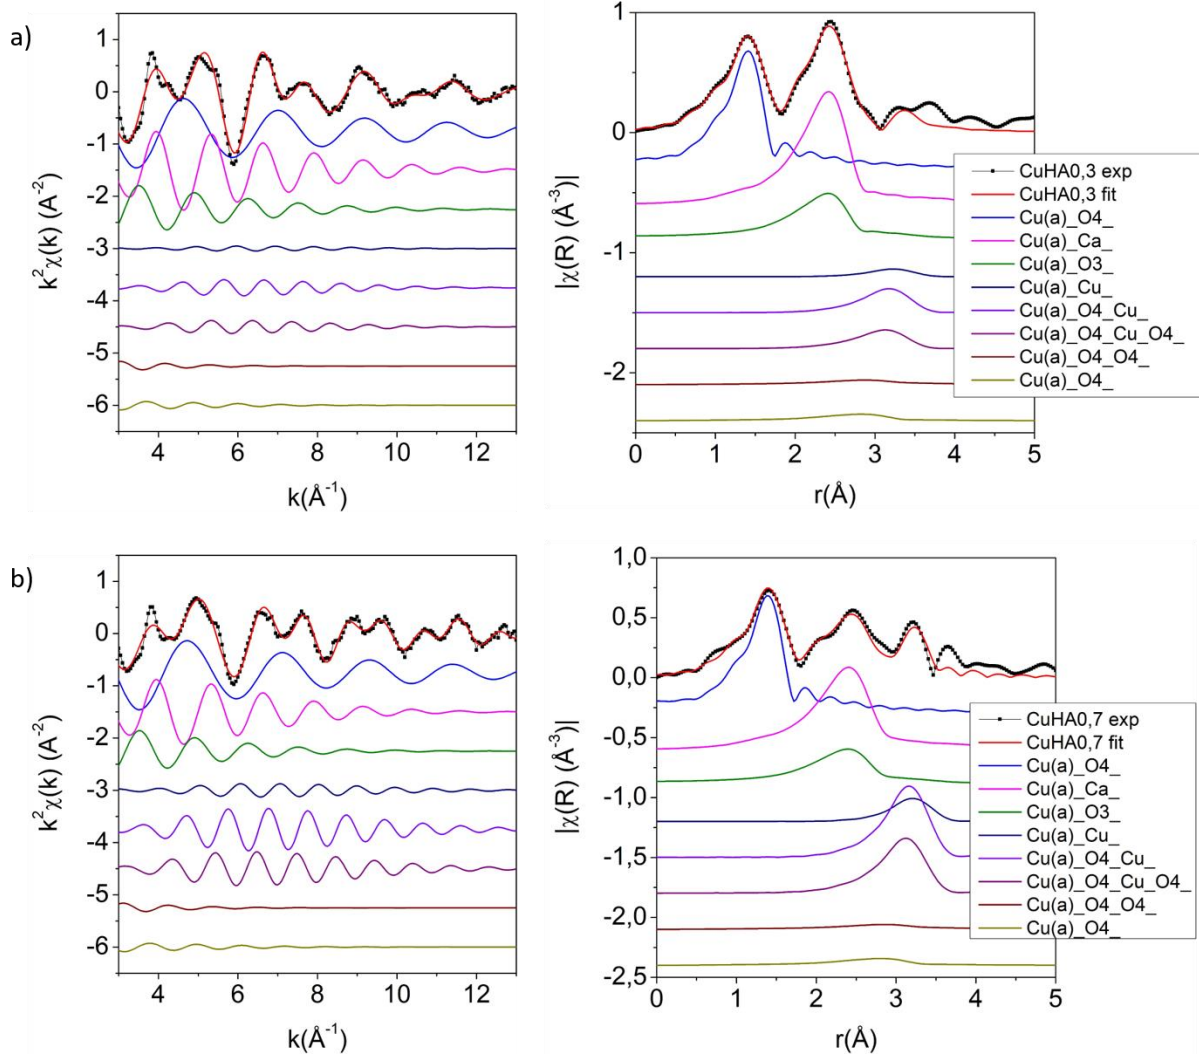 a)
1
0
-1
-2
-3
-4
-5
-6
k²χ(k) (A⁻²)
4 6 8 10 12
k(Å⁻¹)
1
0
-1
-2
|χ(R) (Å⁻³)|
0 1 2 3 4 5
r(Å)
CuHA0,3 exp
CuHA0,3 fit
Cu(a)_O4_
Cu(a)_Ca_
Cu(a)_O3_
Cu(a)_Cu_
Cu(a)_O4_Cu_
Cu(a)_O4_Cu_O4_
Cu(a)_O4_O4_
Cu(a)_O4_
b)
1
0
-1
-2
-3
-4
-5
-6
k²χ(k) (A⁻²)
4 6 8 10 12
k(Å⁻¹)
1,0
0,5
0,0
-0,5
-1,0
-1,5
-2,0
-2,5
|χ(R) (Å⁻³)|
0 1 2 3 4 5
r(Å)
CuHA0,7 exp
CuHA0,7 fit
Cu(a)_O4_
Cu(a)_Ca_
Cu(a)_O3_
Cu(a)_Cu_
Cu(a)_O4_Cu_
Cu(a)_O4_Cu_O4_
Cu(a)_O4_O4_
Cu(a)_O4_